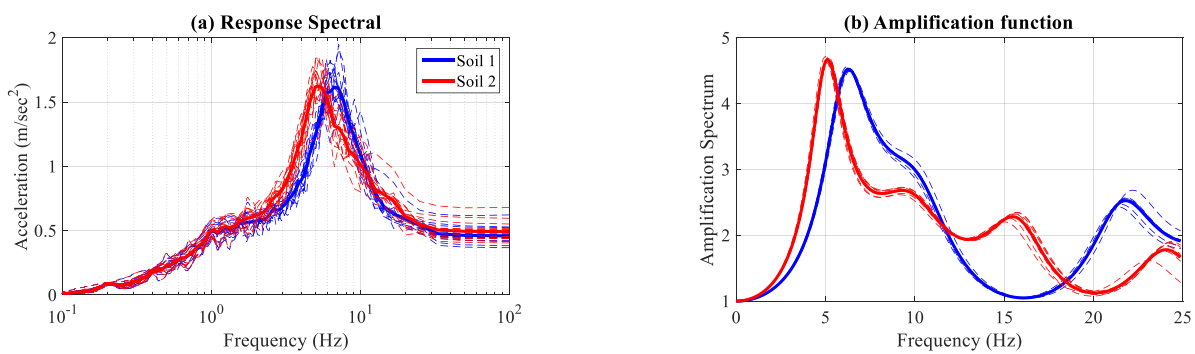 (a) Response Spectral
2
1.5
1
0.5
0
Acceleration (m/sec²)
10⁻¹ 10⁰ 10¹ 10²
Frequency (Hz)
Soil 1
Soil 2
(b) Amplification function
5
4
3
2
1
Amplification Spectrum
0 5 10 15 20 25
Frequency (Hz)